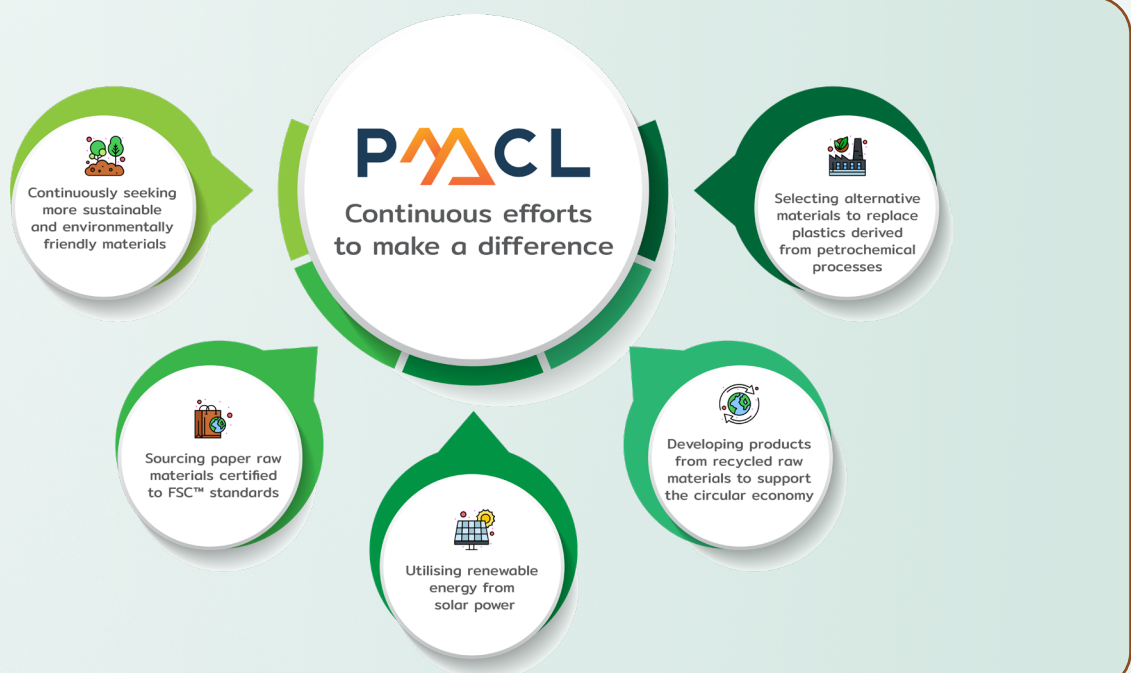 PMCL
Continuous efforts
to make a difference
Continuously seeking
more sustainable
and environmentally
friendly materials
Sourcing paper raw
materials certified
to FSC™ standards
Utilising renewable
energy from
solar power
Developing products
from recycled raw
materials to support
the circular economy
Selecting alternative
materials to replace
plastics derived
from petrochemical
processes